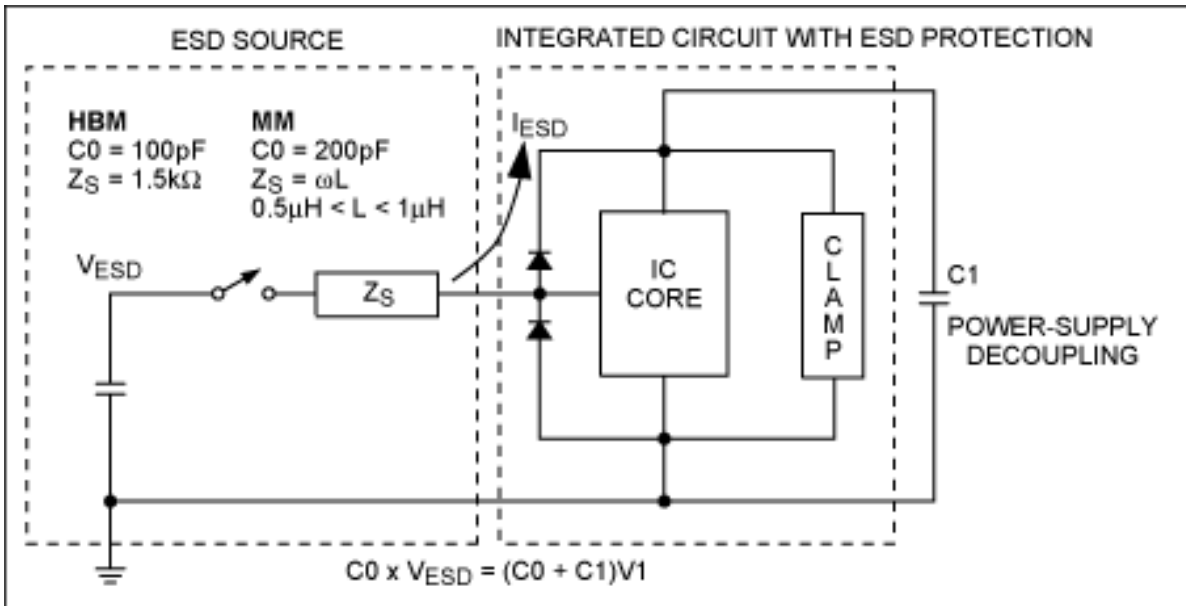 ESD SOURCE
INTEGRATED CIRCUIT WITH ESD PROTECTION
HBM
C0 = 100pF
ZS = 1.5kΩ
MM
C0 = 200pF
ZS = ωL
0.5μH < L < 1μH
IESD
VESD
ZS
IC
CORE
CLAMP
C1
POWER-SUPPLY
DECOUPLING
C0 x VESD = (C0 + C1)V1